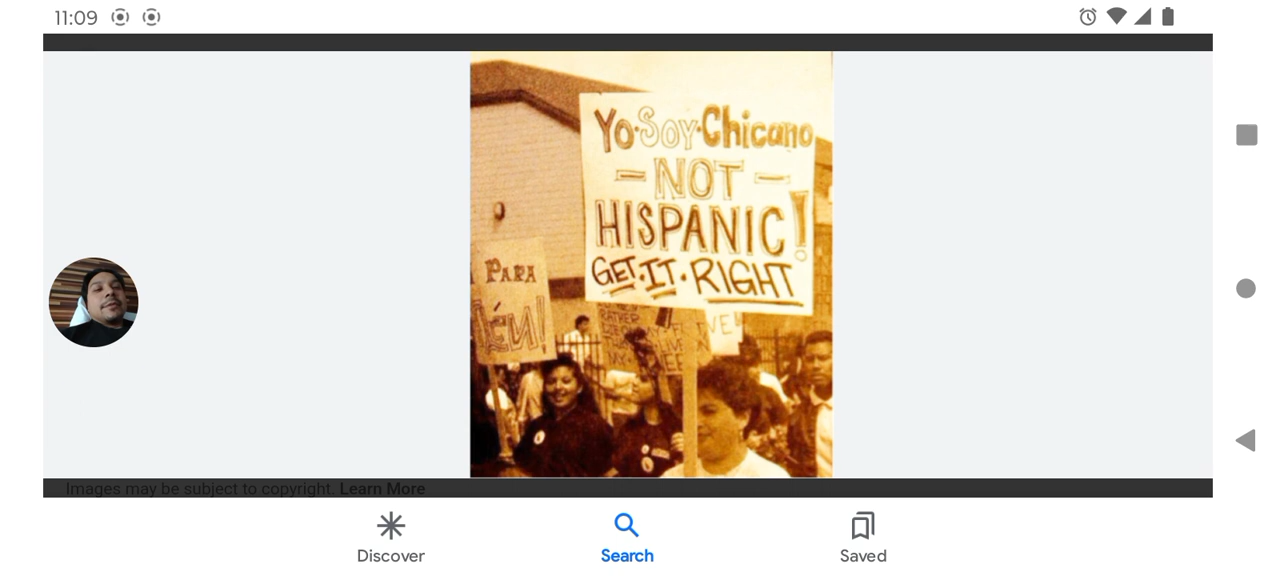 11:09
Yo·Soy·Chicano
— NOT —
HISPANIC!
GET·IT·RIGHT
PARA
RATHER
Images may be subject to copyright. Learn More
Discover
Search
Saved